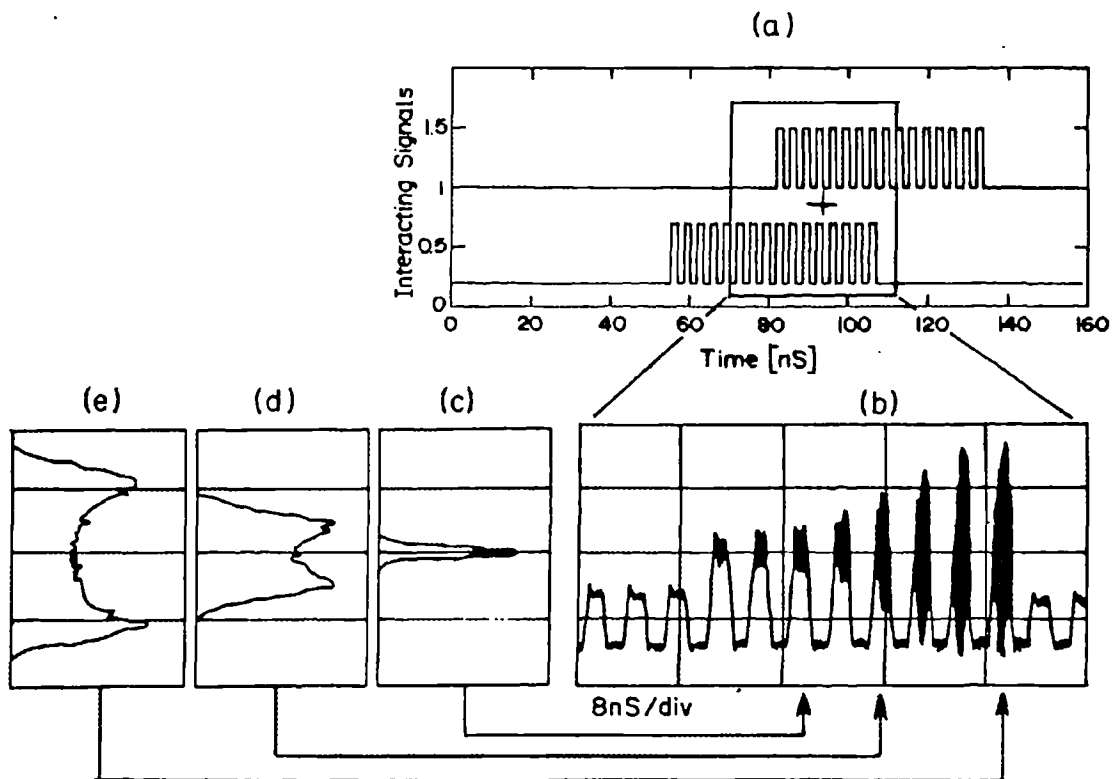 (a)
Interacting Signals
1.5
1
0.5
0
0 20 40 60 80 100 120 140 160
Time [nS]
(e) (d) (c) (b)
8nS/div